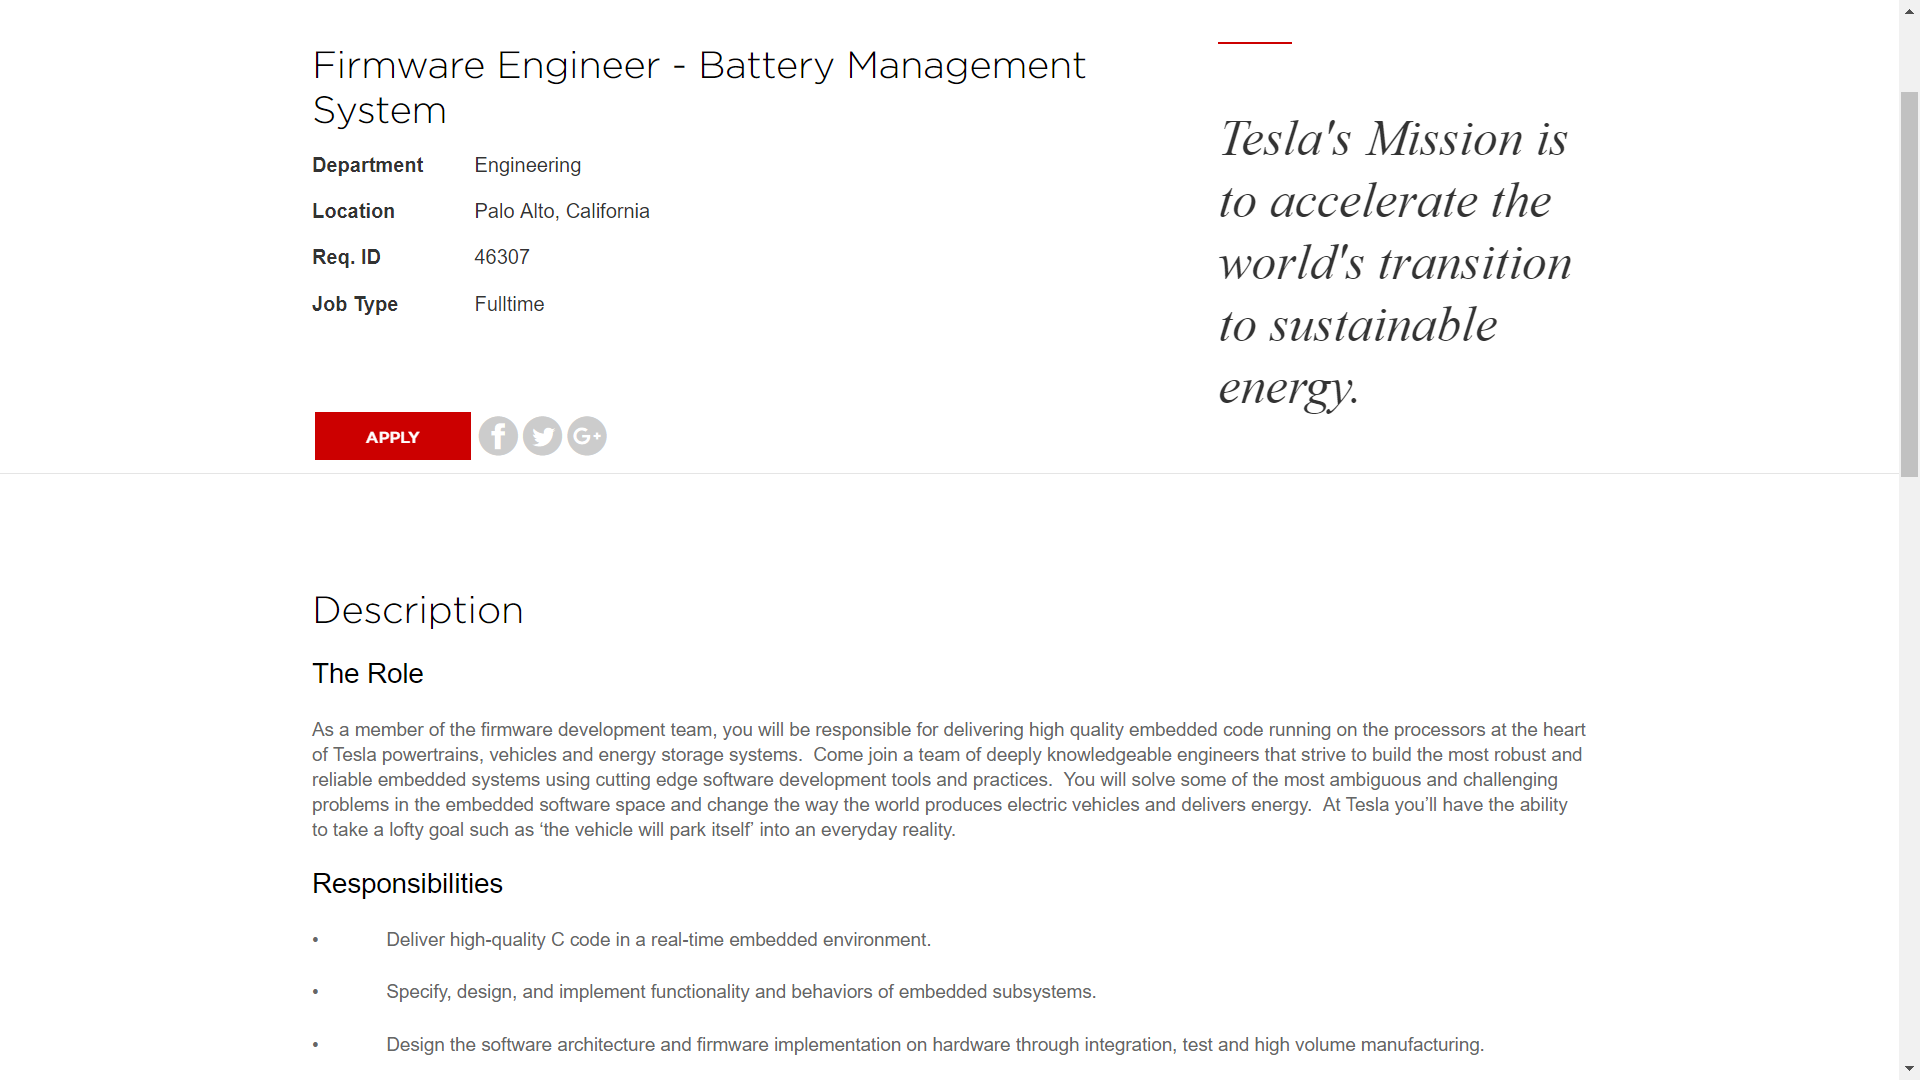 Firmware Engineer - Battery Management
System
Department Engineering
Location Palo Alto, California
Req. ID 46307
Job Type Fulltime
APPLY
f
G+
Tesla's Mission is
to accelerate the
world's transition
to sustainable
energy.
Description
The Role
As a member of the firmware development team, you will be responsible for delivering high quality embedded code running on the processors at the heart
of Tesla powertrains, vehicles and energy storage systems.  Come join a team of deeply knowledgeable engineers that strive to build the most robust and
reliable embedded systems using cutting edge software development tools and practices.  You will solve some of the most ambiguous and challenging
problems in the embedded software space and change the way the world produces electric vehicles and delivers energy.  At Tesla you’ll have the ability
to take a lofty goal such as ‘the vehicle will park itself’ into an everyday reality.
Responsibilities
• Deliver high-quality C code in a real-time embedded environment.
• Specify, design, and implement functionality and behaviors of embedded subsystems.
• Design the software architecture and firmware implementation on hardware through integration, test and high volume manufacturing.